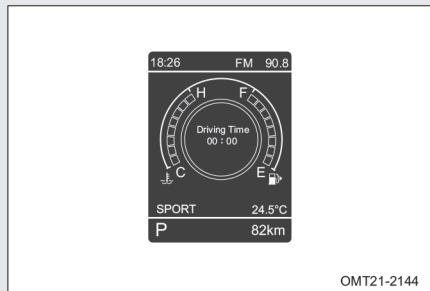 18:26 FM 90.8
H F
Driving Time
00 : 00
C E
SPORT 24.5°C
P 82km
OMT21-2144